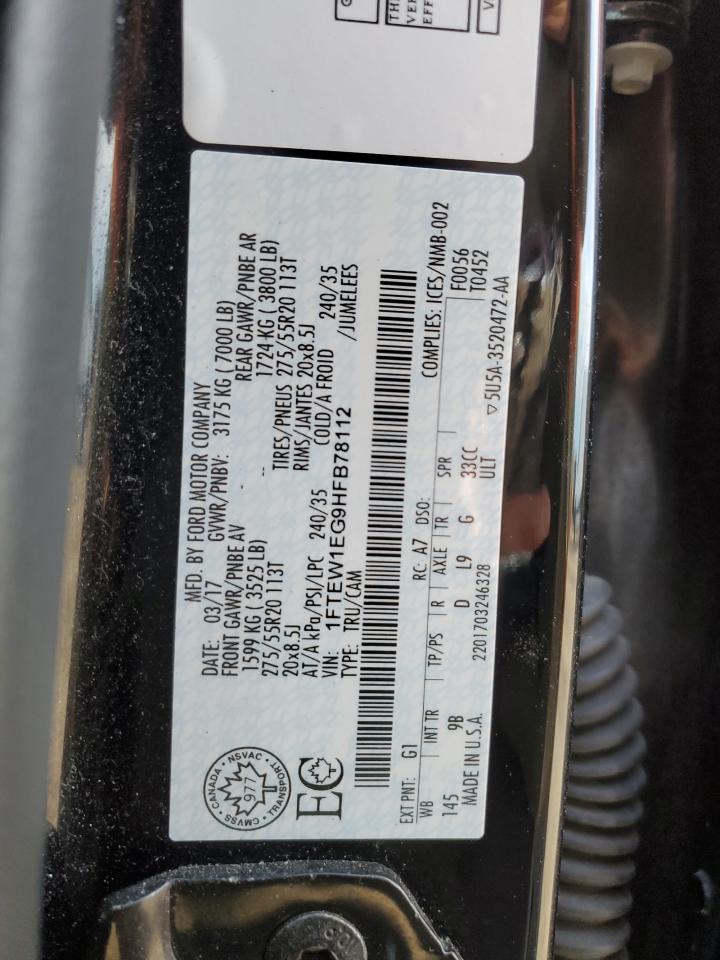 MFD. BY FORD MOTOR COMPANY
DATE: 03/17 GVWR/PNBV: 3175 KG ( 7000 LB)
FRONT GAWR/PNBE AV REAR GAWR/PNBE AR
1599 KG ( 3525 LB) 1724 KG ( 3800 LB)
275/55R20 113T -- TIRES/PNEUS 275/55R20 113T
20x8.5J RIMS/JANTES 20x8.5J
AT/A kPa/PSI/LPC 240/35 COLD/A FROID 240/35
VIN: 1FTEW1EG9HFB78112 /JUMELEES
TYPE: TRU/CAM
CANADA • NSVAC • TRANSPORT • CMVSS •
977
EC
EXT PNT: G1 RC: A7 DSO: COMPLIES: ICES/NMB-002
WB INT TR TP/PS R AXLE TR SPR F0056
145 9B D L9 G 33CC T0452
MADE IN U.S.A. 2201703246328 ULT ▽5U5A-3520472-AA
VER
EFF